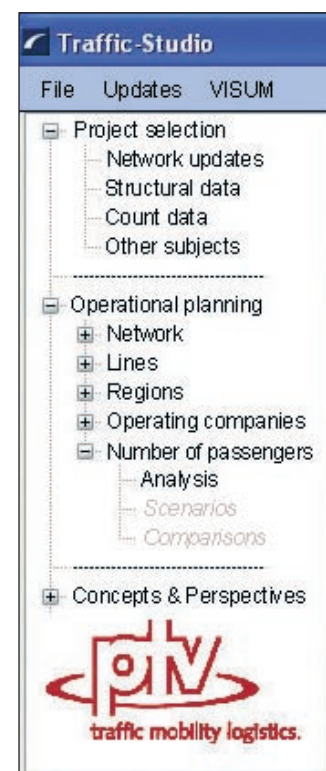 Traffic-Studio
File Updates VISUM
Project selection
Network updates
Structural data
Count data
Other subjects
Operational planning
Network
Lines
Regions
Operating companies
Number of passengers
Analysis
Scenarios
Comparisons
Concepts & Perspectives
ptv
traffic mobility logistics.